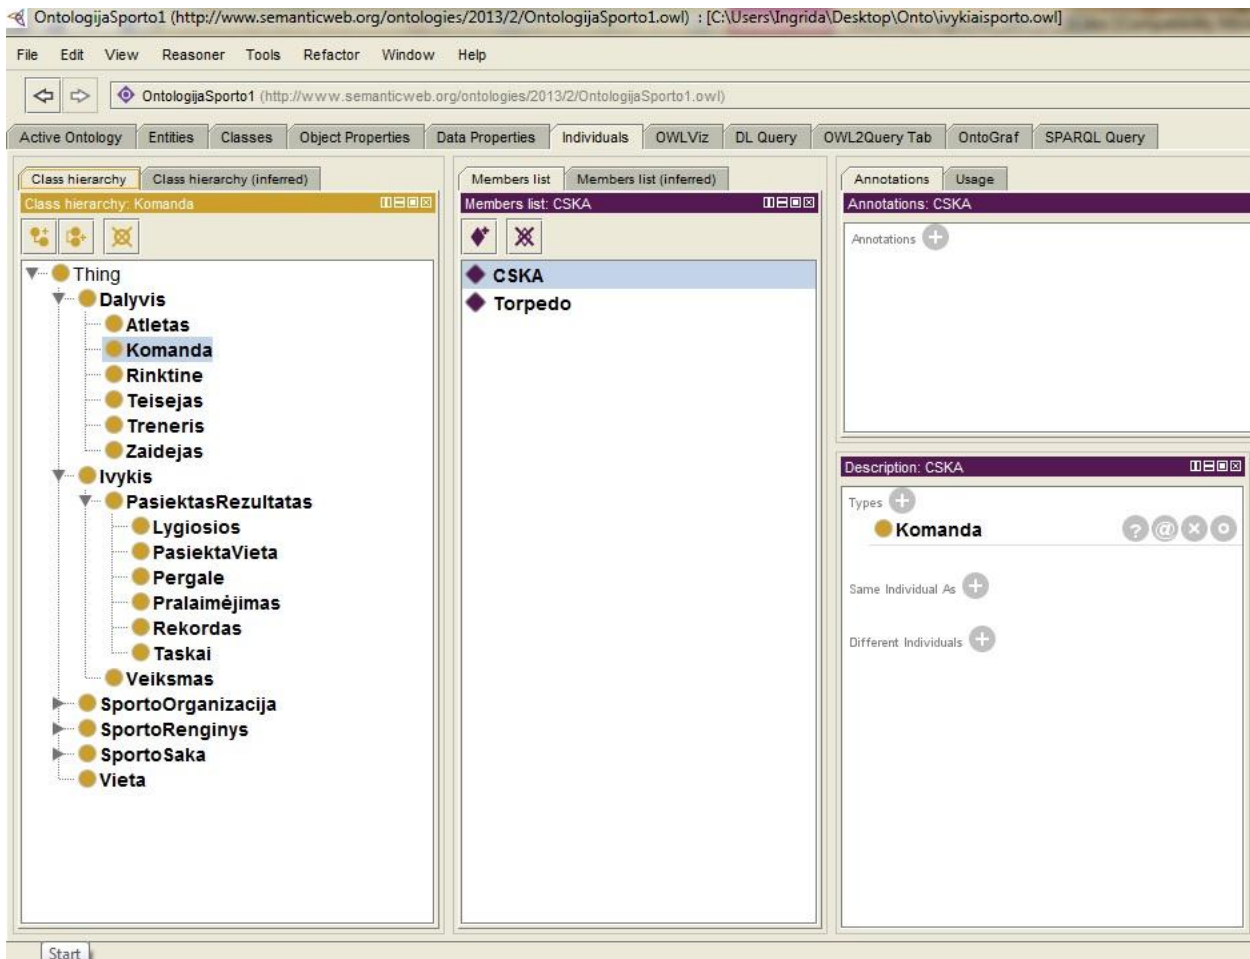 OntologijaSporto1 (http://www.semanticweb.org/ontologies/2013/2/OntologijaSporto1.owl) : [C:\Users\Ingrida\Desktop\Onto\ivykiaisporto.owl]
File Edit View Reasoner Tools Refactor Window Help
OntologijaSporto1 (http://www.semanticweb.org/ontologies/2013/2/OntologijaSporto1.owl)
Active Ontology Entities Classes Object Properties Data Properties Individuals OWLViz DL Query OWL2Query Tab OntoGraf SPARQL Query
Class hierarchy Class hierarchy (inferred)
Class hierarchy: Komanda
Thing
Dalyvis
Atletas
Komanda
Rinktine
Teisejas
Treneris
Zaidejas
Ivykis
PasiektasRezultatas
Lygiosios
PasiektaVieta
Pergale
Pralaimėjimas
Rekordas
Taskai
Veiksmas
SportoOrganizacija
SportoRenginys
SportoSaka
Vieta
Members list Members list (inferred)
Members list: CSKA
CSKA
Torpedo
Annotations Usage
Annotations: CSKA
Annotations
Description: CSKA
Types
Komanda
Same Individual As
Different Individuals
Start